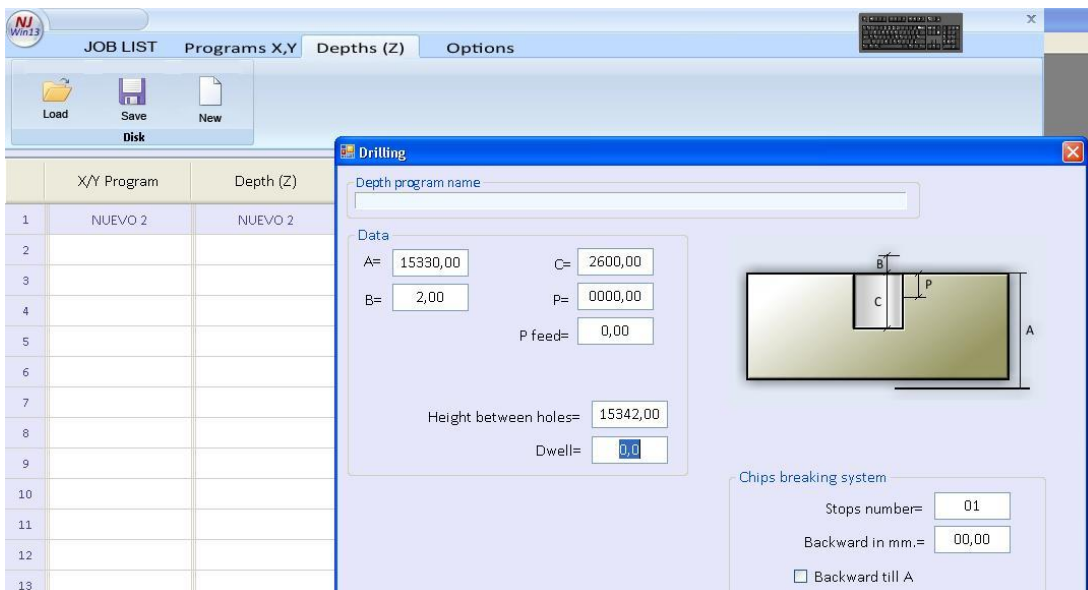 NJ
Win13
x
JOB LIST Programs X,Y Depths (Z) Options
Load Save New
Disk
Drilling
X/Y Program Depth (Z)
1 NUEVO 2 NUEVO 2
2
3
4
5
6
7
8
9
10
11
12
13
Depth program name
Data
A= 15330,00 C= 2600,00
B= 2,00 P= 0000,00
P feed= 0,00
Height between holes= 15342,00
Dwell= 0,0
B
P
C
A
Chips breaking system
Stops number= 01
Backward in mm.= 00,00
Backward till A